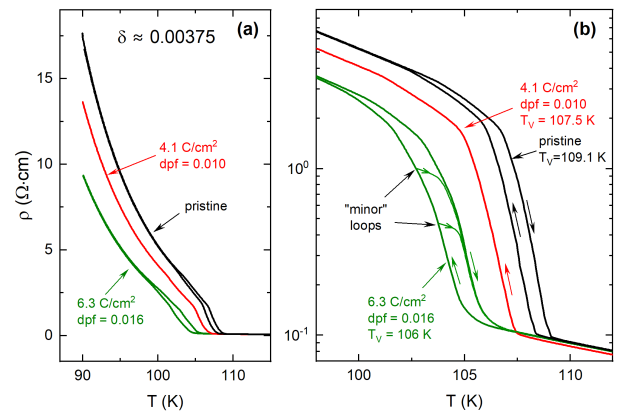 (a)
δ ≈ 0.00375
ρ (Ω·cm)
15
10
5
0
4.1 C/cm²
dpf = 0.010
pristine
6.3 C/cm²
dpf = 0.016
90
100
110
T (K)
(b)
4.1 C/cm²
dpf = 0.010
T_V = 107.5 K
pristine
T_V=109.1 K
"minor"
loops
6.3 C/cm²
dpf = 0.016
T_V = 106 K
10⁰
10⁻¹
100
105
110
T (K)